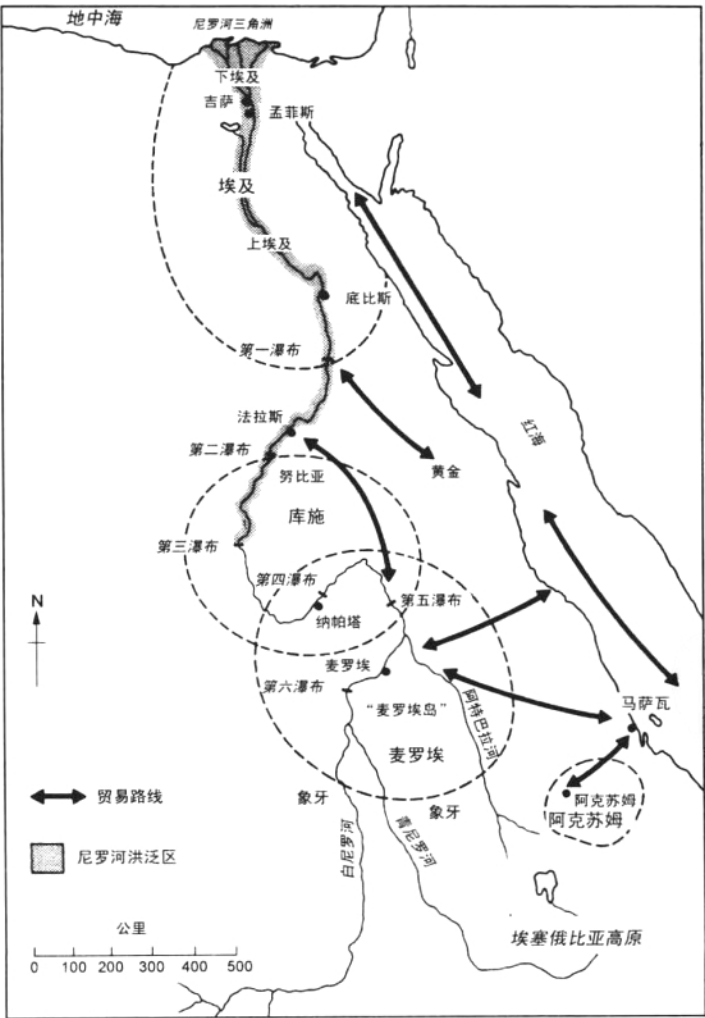 地中海
尼罗河三角洲
下埃及
吉萨
孟菲斯
埃及
上埃及
底比斯
第一瀑布
法拉斯
红海
第二瀑布
努比亚
黄金
库施
第三瀑布
第四瀑布
N
纳帕塔
第五瀑布
麦罗埃
第六瀑布
“麦罗埃岛”
阿特巴拉河
马萨瓦
麦罗埃
贸易路线
象牙
象牙
阿克苏姆
阿克苏姆
尼罗河洪泛区
白尼罗河
青尼罗河
公里
埃塞俄比亚高原
0 100 200 300 400 500